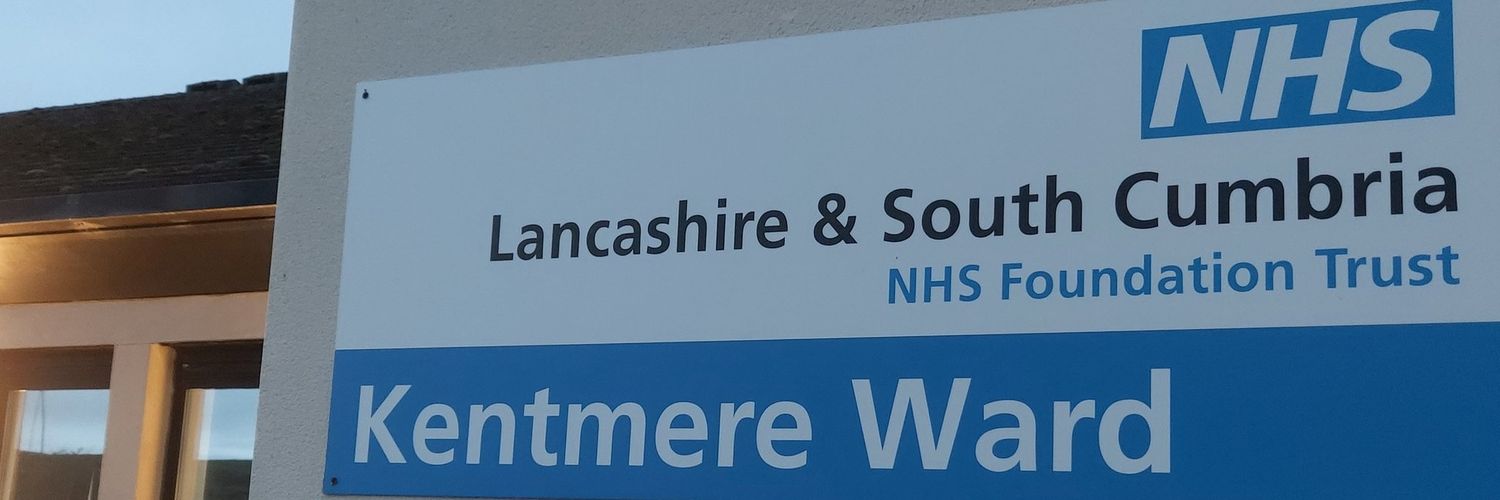 NHS
Lancashire & South Cumbria
NHS Foundation Trust
Kentmere Ward